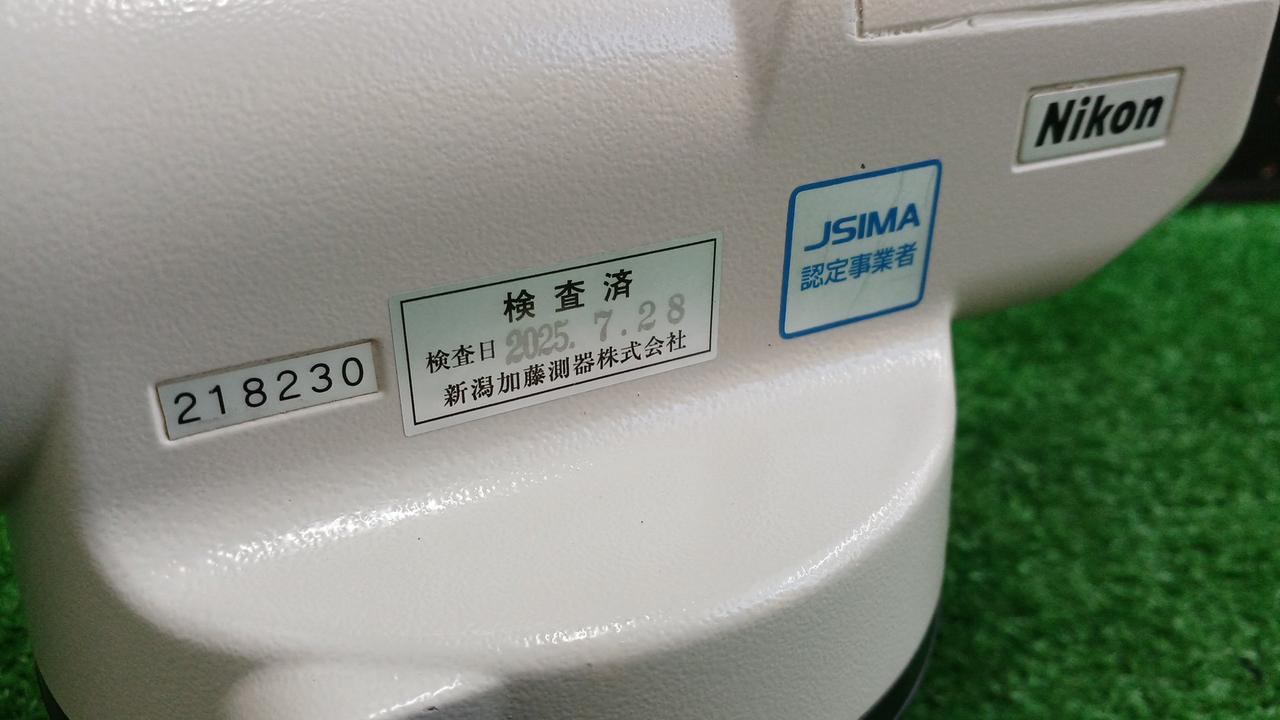 Nikon
JSIMA
認定事業者
検査済
検査日 2025. 7.28
新潟加藤測器株式会社
218230